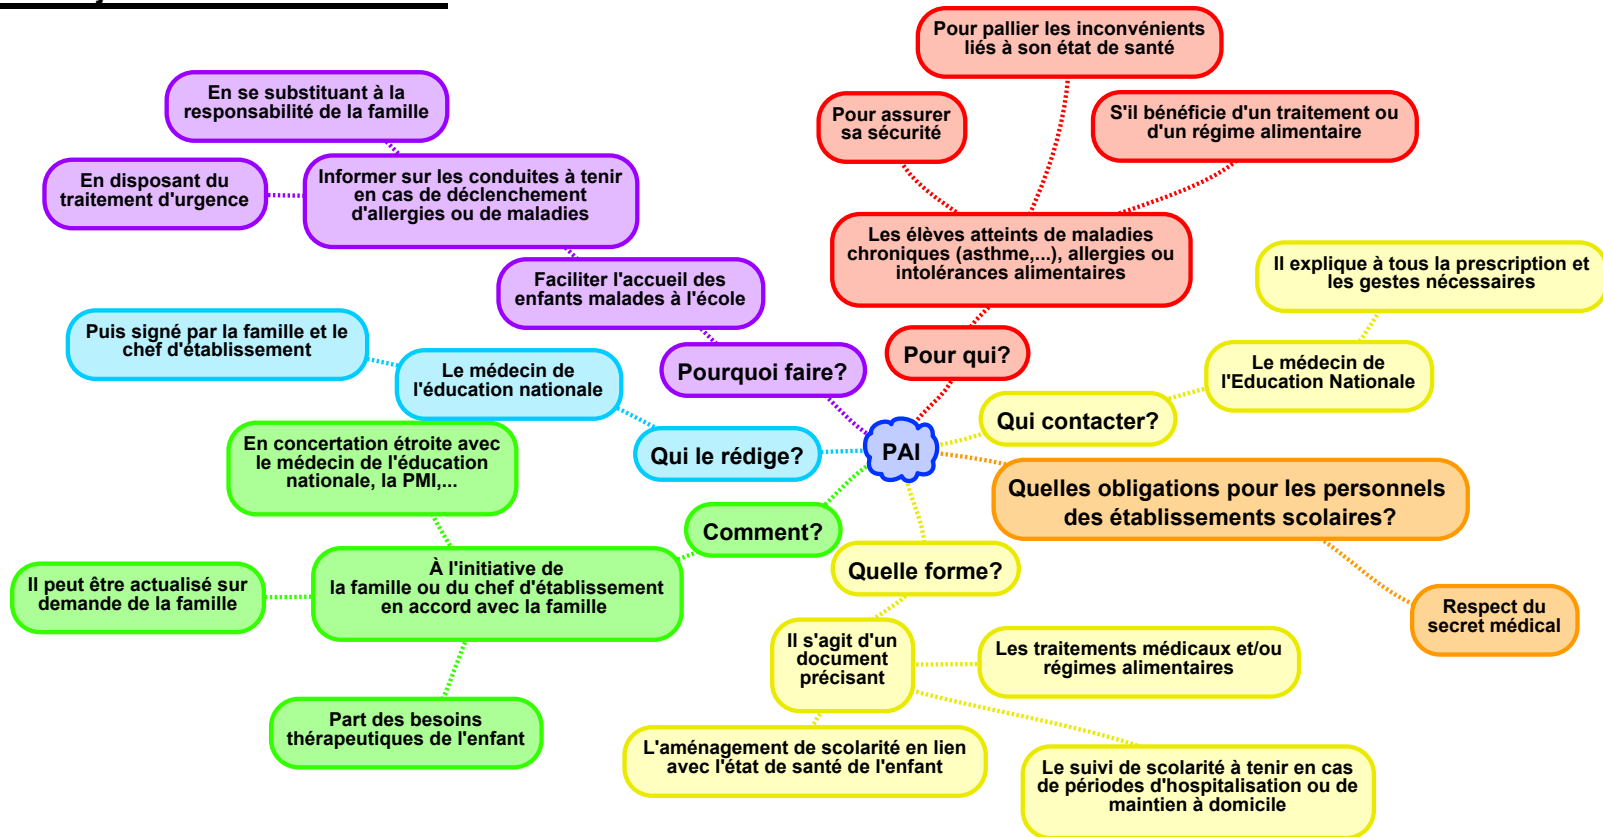 Pour pallier les inconvénients
liés à son état de santé
En se substituant à la
responsabilité de la famille
Pour assurer
sa sécurité
S'il bénéficie d'un traitement ou
d'un régime alimentaire
En disposant du
traitement d'urgence
Informer sur les conduites à tenir
en cas de déclenchement
d'allergies ou de maladies
Les élèves atteints de maladies
chroniques (asthme,...), allergies ou
intolérances alimentaires
Faciliter l'accueil des
enfants malades à l'école
Il explique à tous la prescription et
les gestes nécessaires
Puis signé par la famille et le
chef d'établissement
Le médecin de
l'éducation nationale
Pourquoi faire?
Pour qui?
Le médecin de
l'Education Nationale
Qui contacter?
En concertation étroite avec
le médecin de l'éducation
nationale, la PMI,...
Qui le rédige?
PAI
Quelles obligations pour les personnels
des établissements scolaires?
Comment?
Quelle forme?
À l'initiative de
la famille ou du chef d'établissement
en accord avec la famille
Il peut être actualisé sur
demande de la famille
Respect du
secret médical
Il s'agit d'un
document
précisant
Les traitements médicaux et/ou
régimes alimentaires
Part des besoins
thérapeutiques de l'enfant
L'aménagement de scolarité en lien
avec l'état de santé de l'enfant
Le suivi de scolarité à tenir en cas
de périodes d'hospitalisation ou de
maintien à domicile